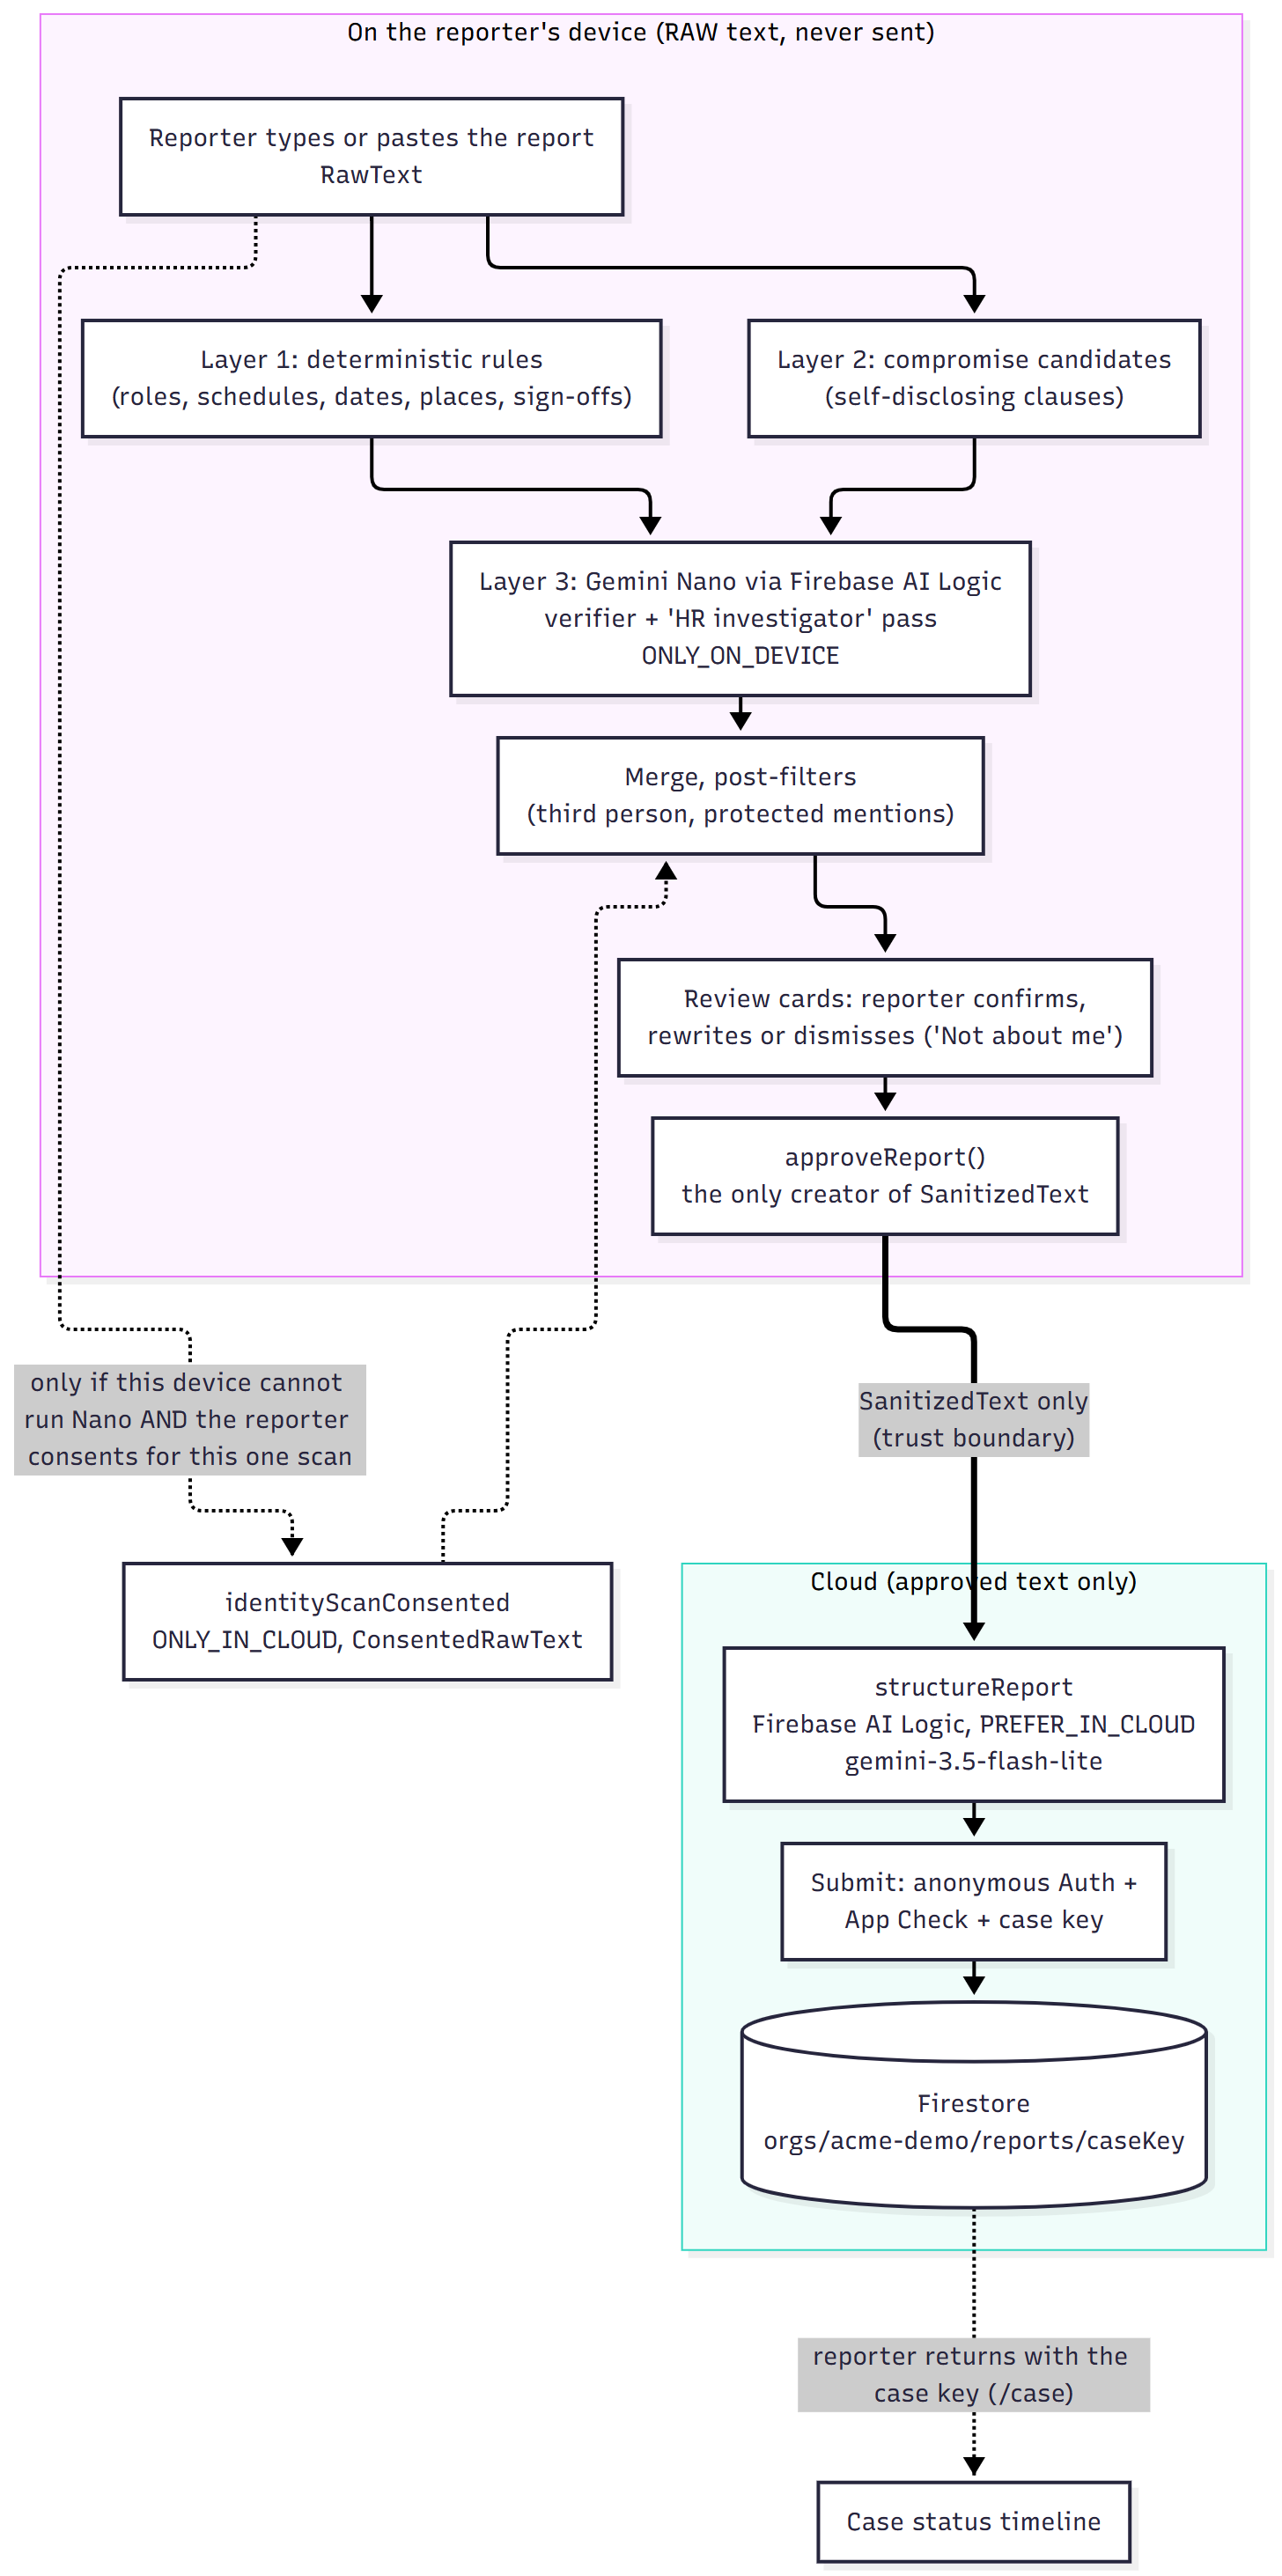 On the reporter's device (RAW text, never sent)
Reporter types or pastes the report
RawText
Layer 1: deterministic rules
(roles, schedules, dates, places, sign-offs)
Layer 2: compromise candidates
(self-disclosing clauses)
Layer 3: Gemini Nano via Firebase AI Logic
verifier + 'HR investigator' pass
ONLY_ON_DEVICE
Merge, post-filters
(third person, protected mentions)
Review cards: reporter confirms,
rewrites or dismisses ('Not about me')
approveReport()
the only creator of SanitizedText
only if this device cannot
run Nano AND the reporter
consents for this one scan
SanitizedText only
(trust boundary)
identityScanConsented
ONLY_IN_CLOUD, ConsentedRawText
Cloud (approved text only)
structureReport
Firebase AI Logic, PREFER_IN_CLOUD
gemini-3.5-flash-lite
Submit: anonymous Auth +
App Check + case key
Firestore
orgs/acme-demo/reports/caseKey
reporter returns with the
case key (/case)
Case status timeline